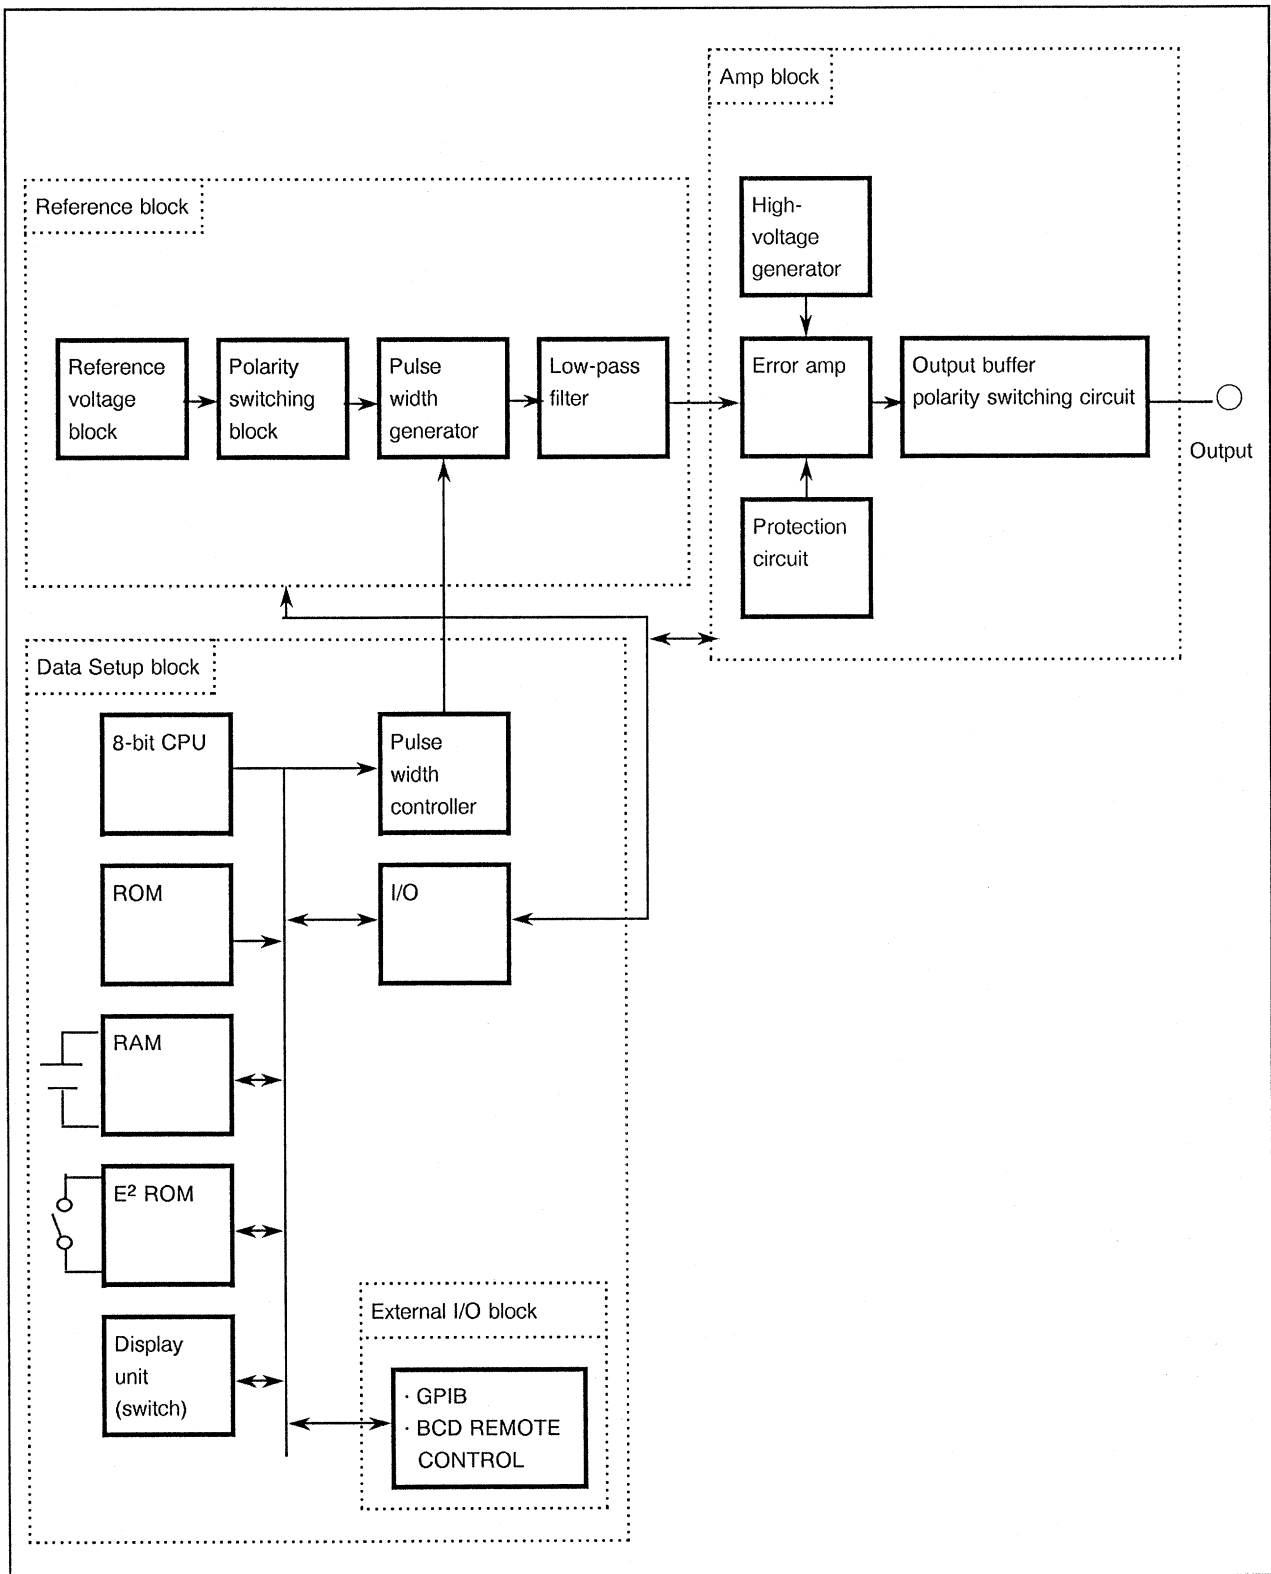 Amp block
Reference block
High-
voltage
generator
Reference
voltage
block
Polarity
switching
block
Pulse
width
generator
Low-pass
filter
Error amp
Output buffer
polarity switching circuit
Output
Protection
circuit
Data Setup block
8-bit CPU
Pulse
width
controller
ROM
I/O
RAM
E² ROM
Display
unit
(switch)
External I/O block
· GPIB
· BCD REMOTE
CONTROL